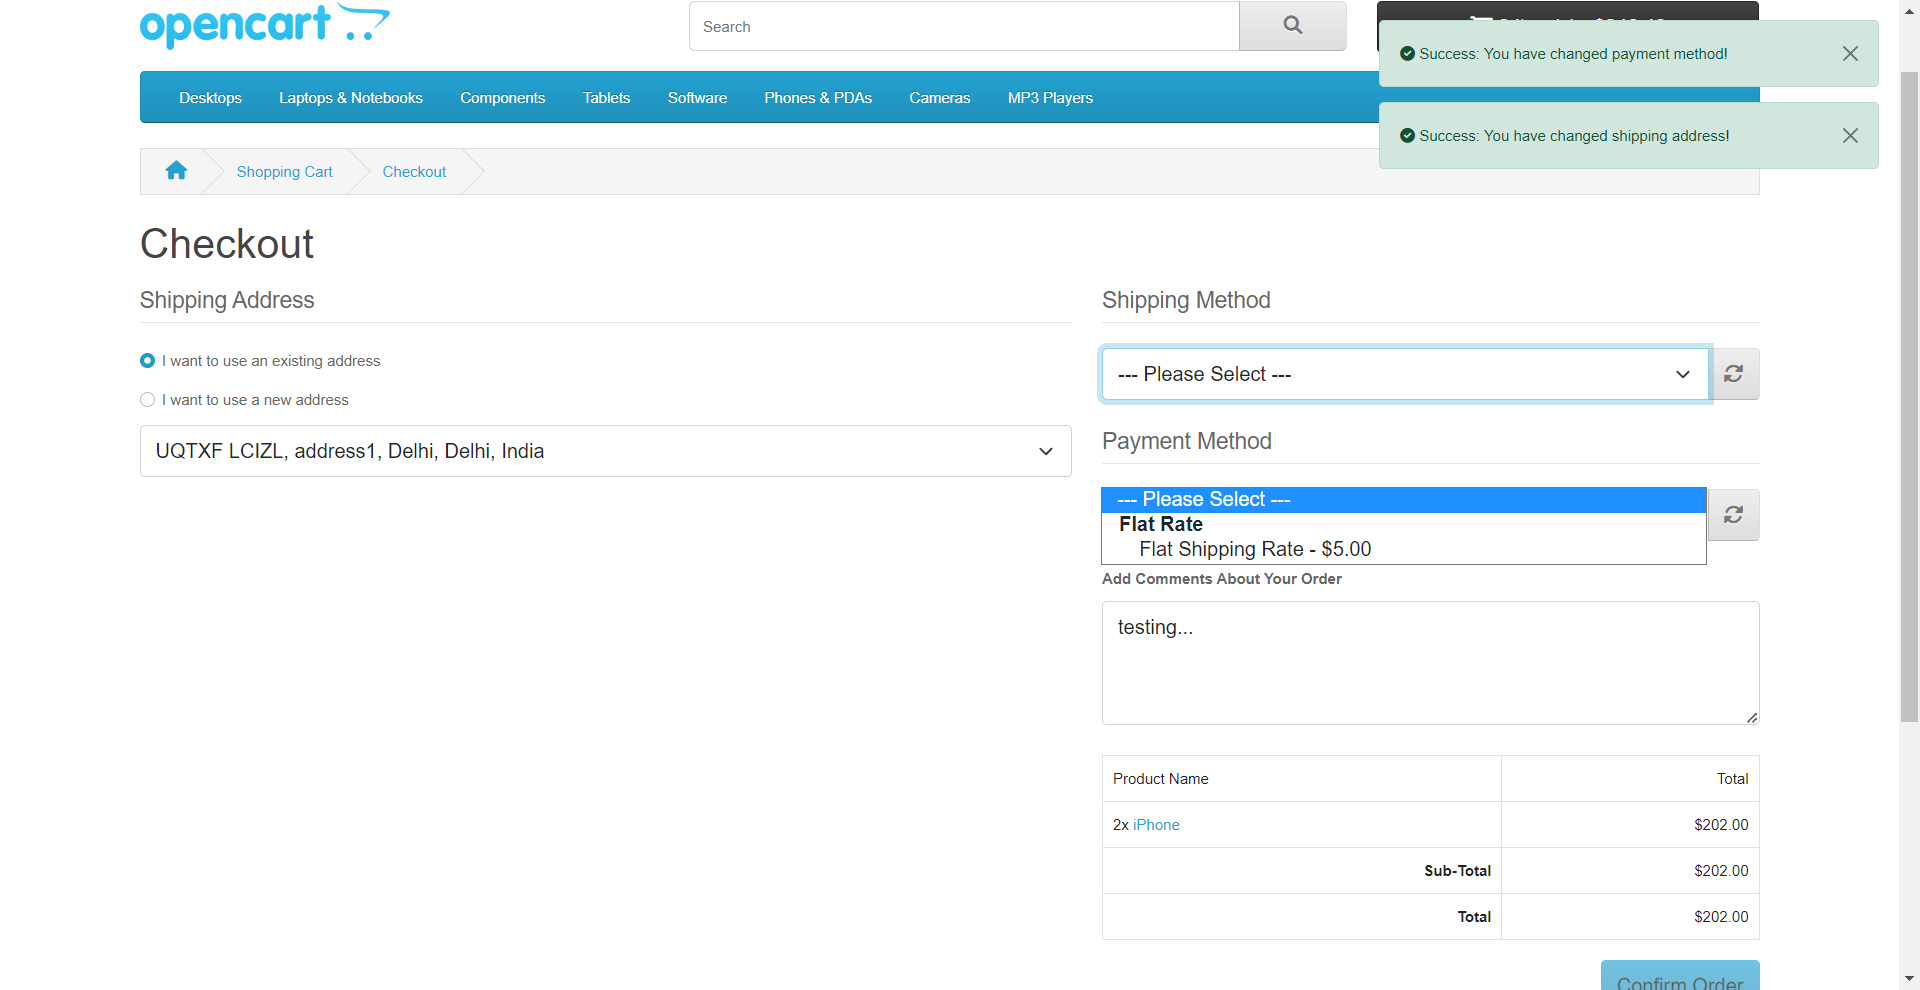 opencart
Search
Success: You have changed payment method!
Desktops Laptops & Notebooks Components Tablets Software Phones & PDAs Cameras MP3 Players
Success: You have changed shipping address!
Shopping Cart Checkout
Checkout
Shipping Address
I want to use an existing address
I want to use a new address
UQTXF LCIZL, address1, Delhi, Delhi, India
Shipping Method
--- Please Select ---
Payment Method
--- Please Select ---
Flat Rate
Flat Shipping Rate - $5.00
Add Comments About Your Order
testing...
Product Name Total
2x iPhone $202.00
Sub-Total $202.00
Total $202.00
Confirm Order